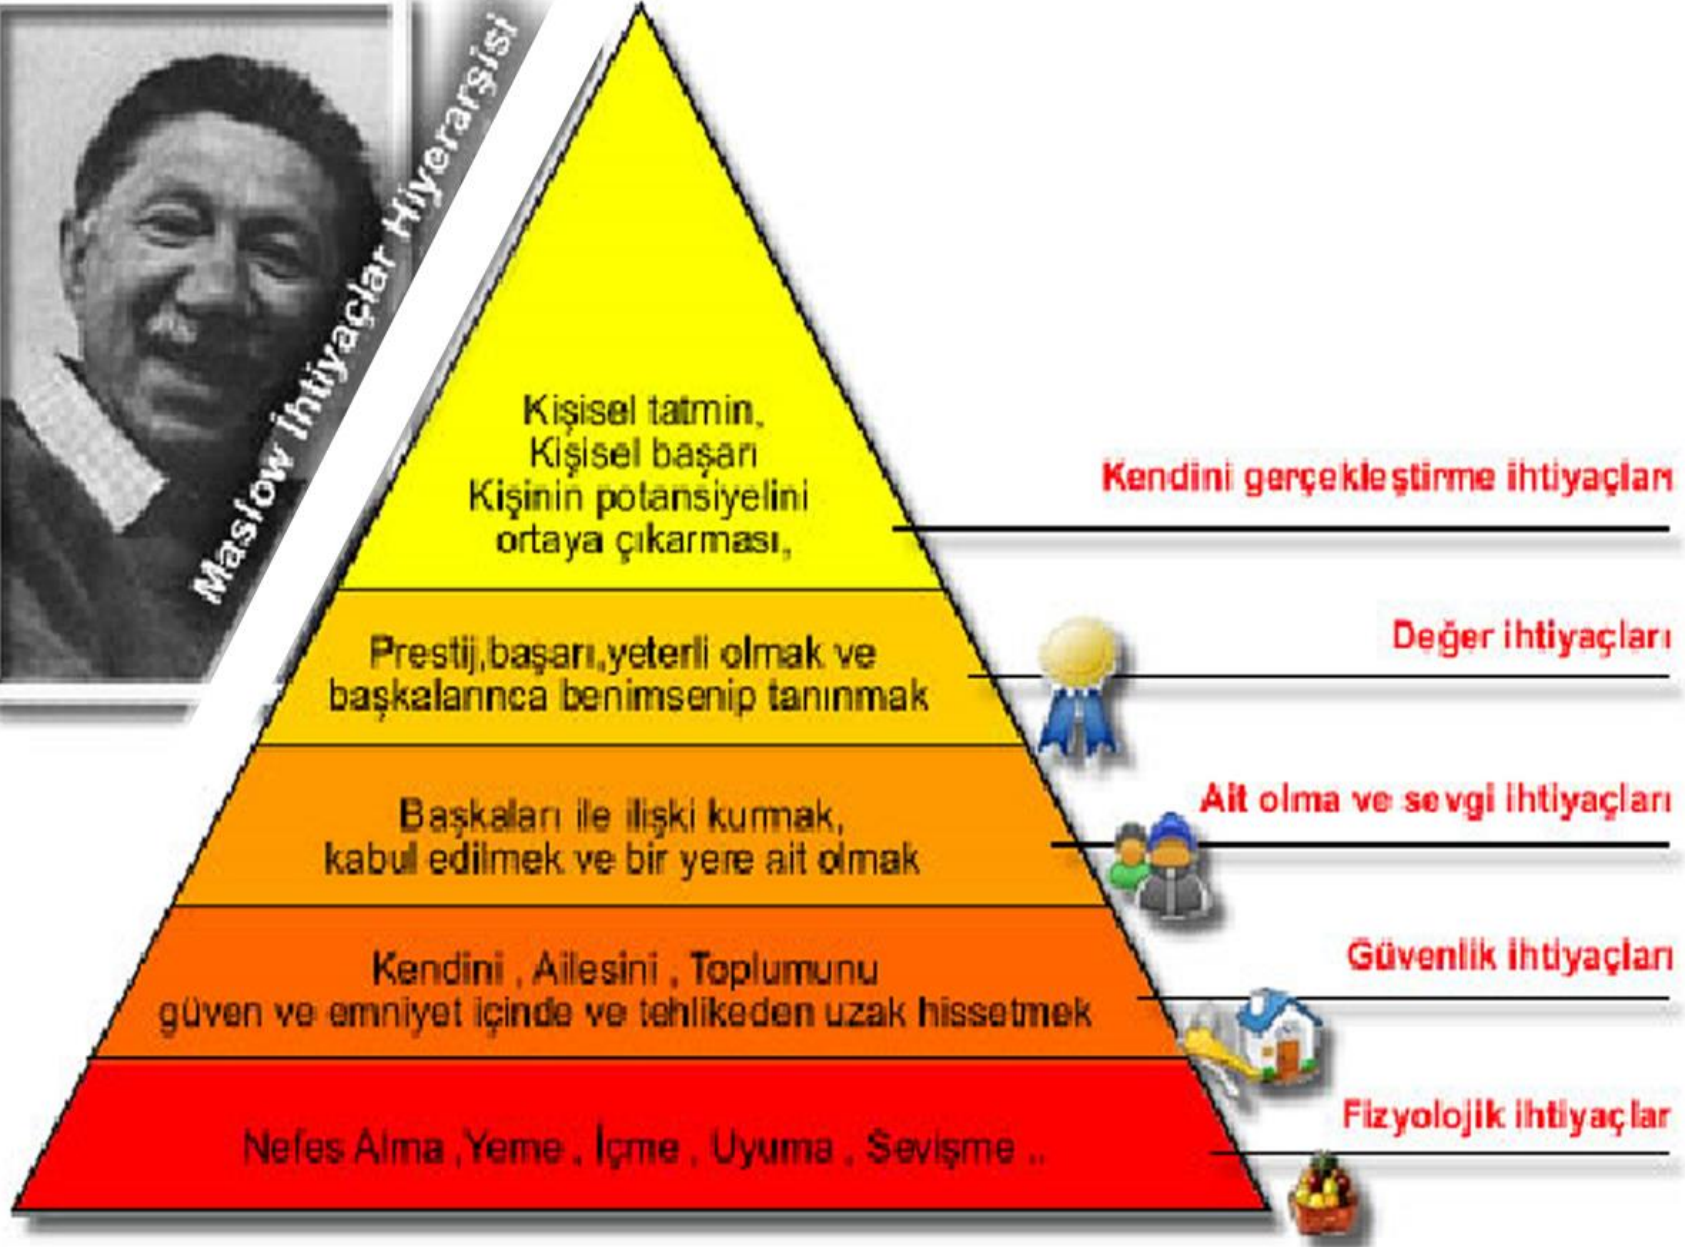 Maslow İhtiyaçlar Hiyerarşisi
Kişisel tatmin,
Kişisel başarı
Kişinin potansiyelini
ortaya çıkarması,
Kendini gerçekleştirme ihtiyaçları
Prestij,başarı,yeterli olmak ve
başkalarınca benimsenip tanınmak
Değer ihtiyaçları
Başkaları ile ilişki kurmak,
kabul edilmek ve bir yere ait olmak
Ait olma ve sevgi ihtiyaçları
Kendini , Ailesini , Toplumunu
güven ve emniyet içinde ve tehlikeden uzak hissetmek
Güvenlik ihtiyaçları
Nefes Alma ,Yeme , İçme , Uyuma , Sevişme ..
Fizyolojik ihtiyaçlar